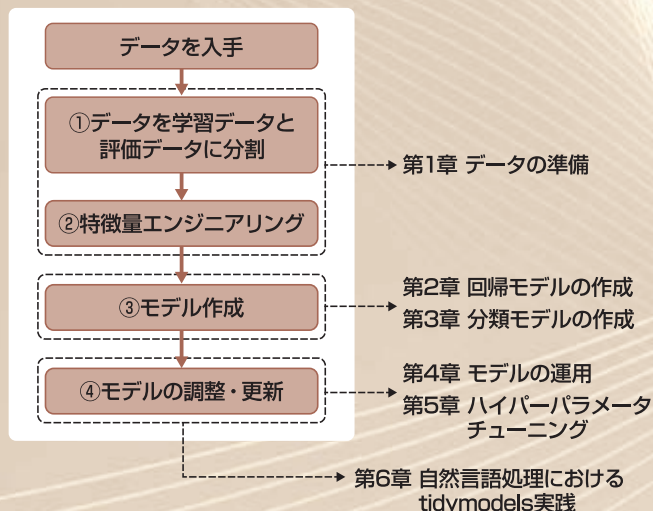 データを入手
①データを学習データと
評価データに分割
②特徴量エンジニアリング
第1章 データの準備
③モデル作成
第2章 回帰モデルの作成
第3章 分類モデルの作成
④モデルの調整・更新
第4章 モデルの運用
第5章 ハイパーパラメータ
チューニング
第6章 自然言語処理における
tidymodels実践